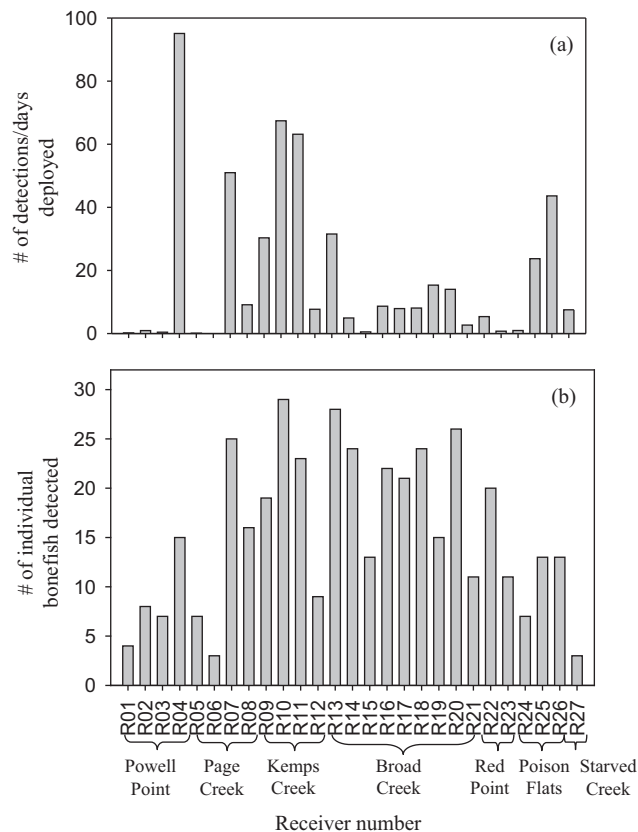 (a)
# of detections/days
deployed
100
80
60
40
20
0
(b)
# of individual
bonefish detected
30
25
20
15
10
5
0
R01 R02 R03 R04 R05 R06 R07 R08 R09 R10 R11 R12 R13 R14 R15 R16 R17 R18 R19 R20 R21 R22 R23 R24 R25 R26 R27
Powell
Point
Page
Creek
Kemps
Creek
Broad
Creek
Red
Point
Poison
Flats
Starved
Creek
Receiver number